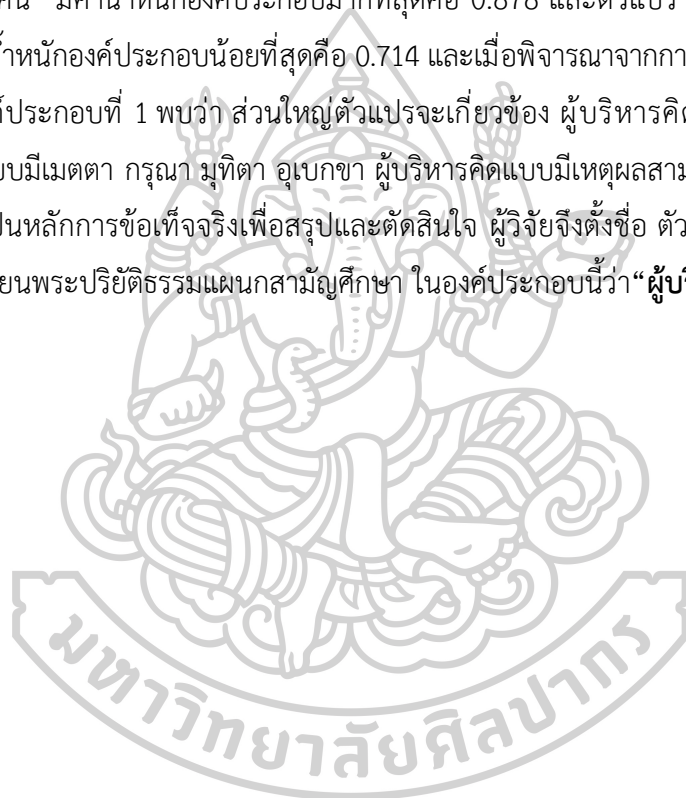 มีค่าน้ำหนักองค์ประกอบมากที่สุดคือ 0.878 และตัวแปร
น้ำหนักองค์ประกอบน้อยที่สุดคือ 0.714 และเมื่อพิจารณาจากกา
ประกอบที่ 1 พบว่า ส่วนใหญ่ตัวแปรจะเกี่ยวข้อง ผู้บริหารคิด
บมีเมตตา กรุณา มุทิตา อุเบกขา ผู้บริหารคิดแบบมีเหตุผลสาม
ป็นหลักการข้อเท็จจริงเพื่อสรุปและตัดสินใจ ผู้วิจัยจึงตั้งชื่อ ตัว
ยนพระปริยัติธรรมแผนกสามัญศึกษา ในองค์ประกอบนี้ว่า“ผู้บริ
มหาวิทยาลัยศิลปากร